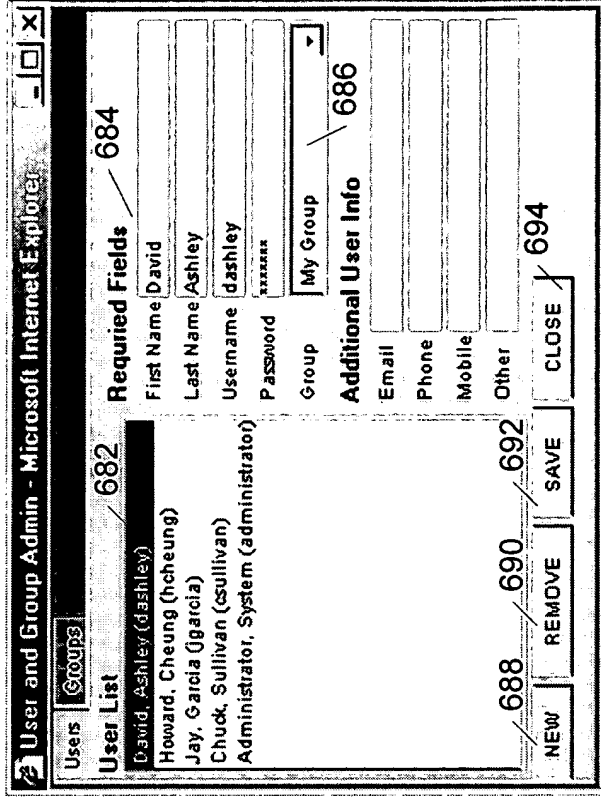 User and Group Admin - Microsoft Internet Explorer
Users Groups
User List 682
David, Ashley (dashley)
Howard, Cheung (hcheung)
Jay, Garcia (jgarcia)
Chuck, Sullivan (csullivan)
Administrator, System (administrator)
Requried Fields 684
First Name David
Last Name Ashley
Username dashley
Password xxxxxxx
Group My Group
686
Additional User Info
Email
Phone
Mobile
Other
688 690 692 694
NEW REMOVE SAVE CLOSE